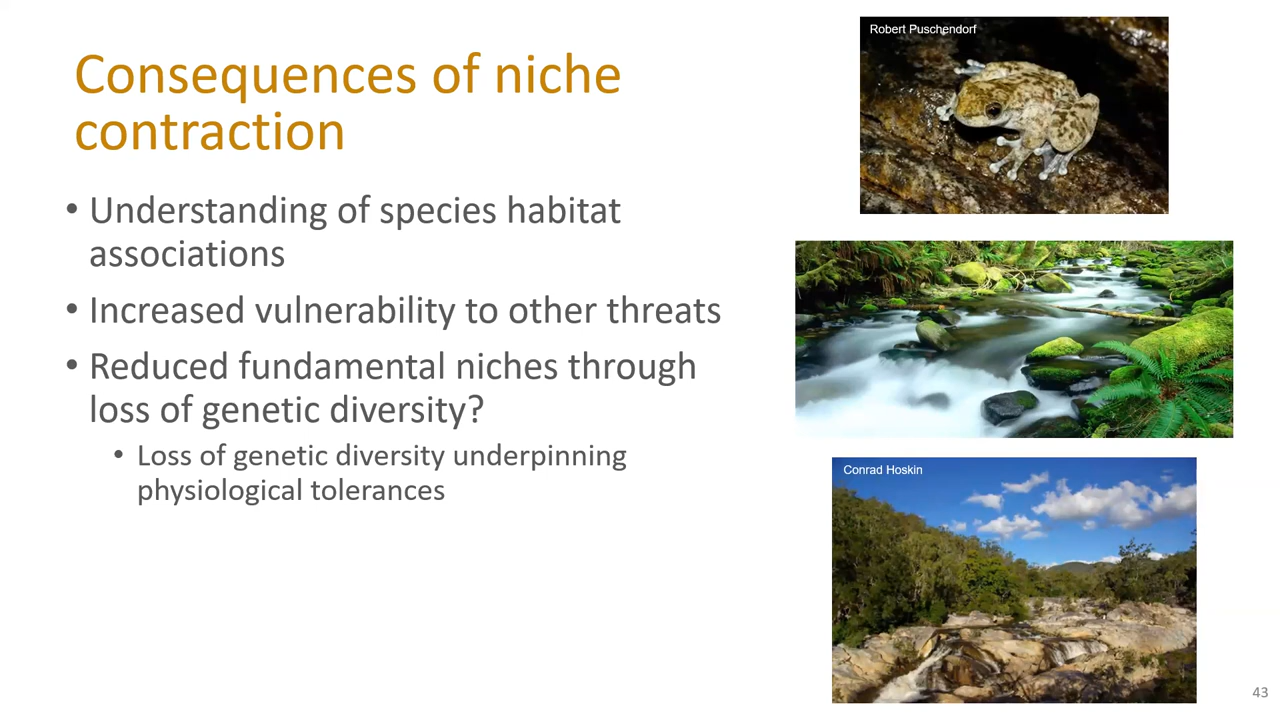 Consequences of niche
contraction
• Understanding of species habitat
associations
• Increased vulnerability to other threats
• Reduced fundamental niches through
loss of genetic diversity?
• Loss of genetic diversity underpinning
physiological tolerances
Robert Puschendorf
Conrad Hoskin
43